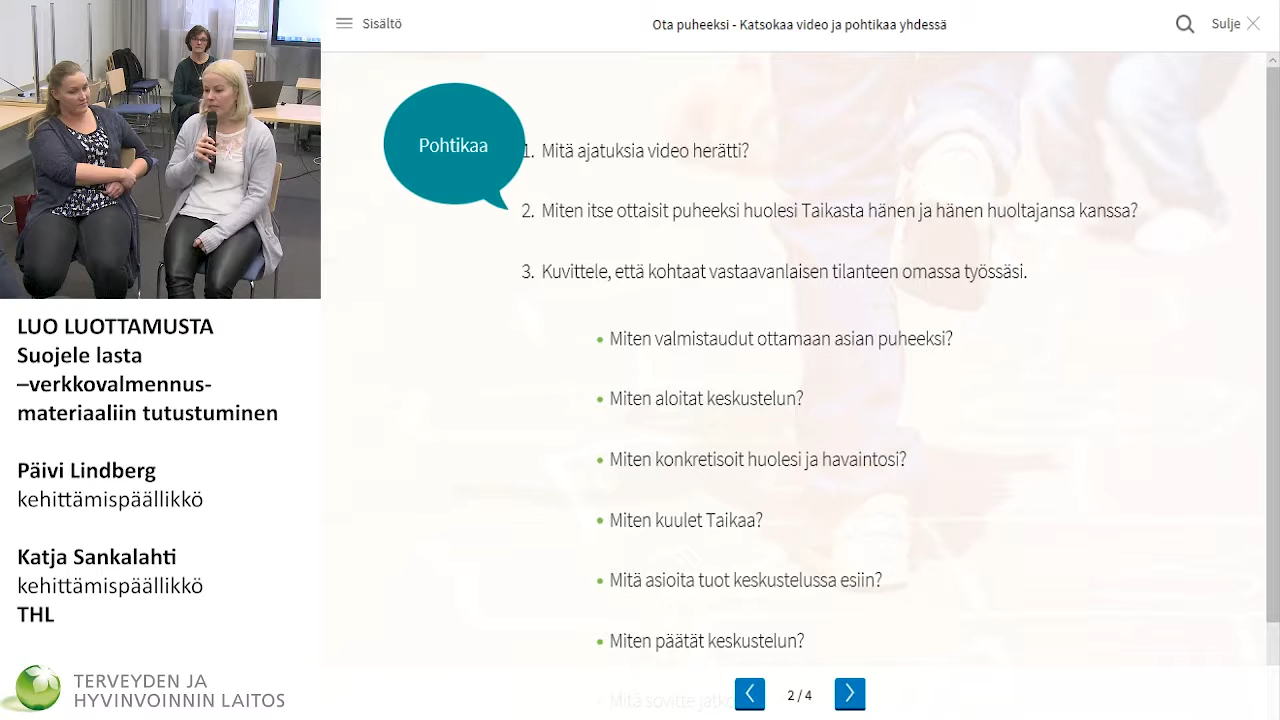 Sisältö
Ota puheeksi - Katsokaa video ja pohtikaa yhdessä
Sulje
Pohtikaa
1. Mitä ajatuksia video herätti?
2. Miten itse ottaisit puheeksi huolesi Taikasta hänen ja hänen huoltajansa kanssa?
3. Kuvittele, että kohtaat vastaavanlaisen tilanteen omassa työssäsi.
• Miten valmistaudut ottamaan asian puheeksi?
• Miten aloitat keskustelun?
• Miten konkretisoit huolesi ja havaintosi?
• Miten kuulet Taikaa?
• Mitä asioita tuot keskustelussa esiin?
• Miten päätät keskustelun?
Mitä sovitte
2 / 4
LUO LUOTTAMUSTA
Suojele lasta
–verkkovalmennus-
materiaaliin tutustuminen
Päivi Lindberg
kehittämispäällikkö
Katja Sankalahti
kehittämispäällikkö
THL
TERVEYDEN JA
HYVINVOINNIN LAITOS